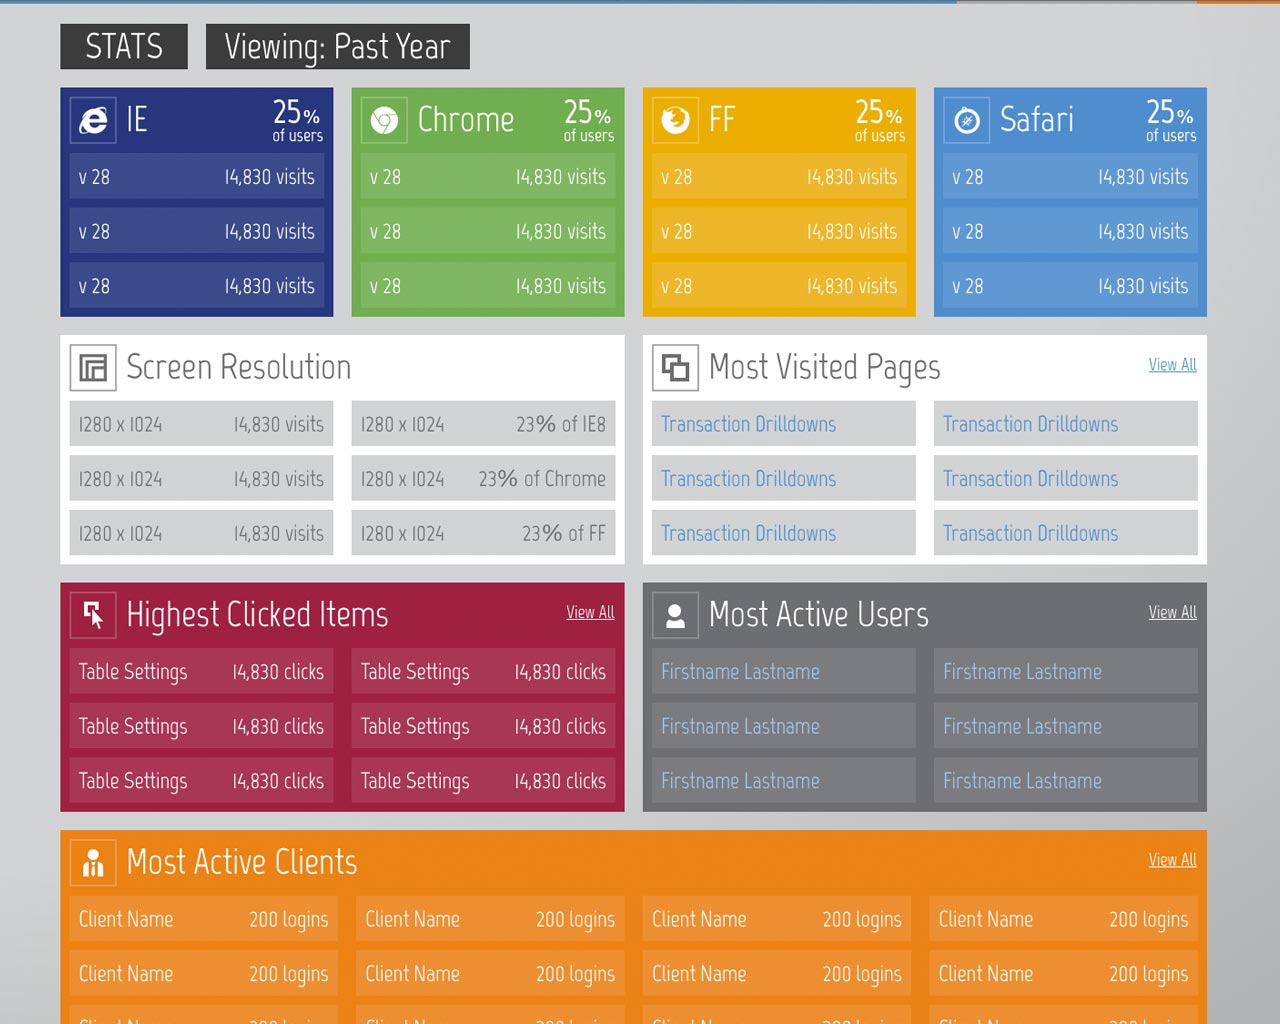 STATS
Viewing: Past Year
IE 25% of users
v 28 14,830 visits
v 28 14,830 visits
v 28 14,830 visits
Chrome 25% of users
v 28 14,830 visits
v 28 14,830 visits
v 28 14,830 visits
FF 25% of users
v 28 14,830 visits
v 28 14,830 visits
v 28 14,830 visits
Safari 25% of users
v 28 14,830 visits
v 28 14,830 visits
v 28 14,830 visits
Screen Resolution
1280 x 1024 14,830 visits 1280 x 1024 23% of IE8
1280 x 1024 14,830 visits 1280 x 1024 23% of Chrome
1280 x 1024 14,830 visits 1280 x 1024 23% of FF
Most Visited Pages View All
Transaction Drilldowns Transaction Drilldowns
Transaction Drilldowns Transaction Drilldowns
Transaction Drilldowns Transaction Drilldowns
Highest Clicked Items View All
Table Settings 14,830 clicks Table Settings 14,830 clicks
Table Settings 14,830 clicks Table Settings 14,830 clicks
Table Settings 14,830 clicks Table Settings 14,830 clicks
Most Active Users View All
Firstname Lastname Firstname Lastname
Firstname Lastname Firstname Lastname
Firstname Lastname Firstname Lastname
Most Active Clients View All
Client Name 200 logins Client Name 200 logins Client Name 200 logins Client Name 200 logins
Client Name 200 logins Client Name 200 logins Client Name 200 logins Client Name 200 logins